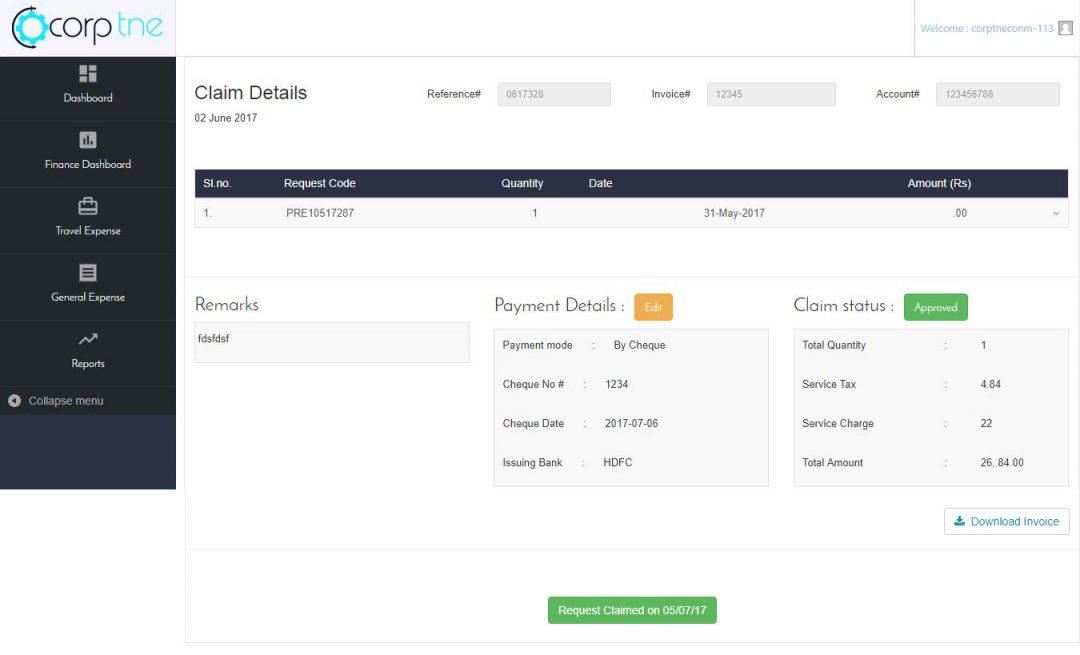 corptne
Welcome : corptneconm-113
Dashboard
Finance Dashboard
Travel Expense
General Expense
Reports
Collapse menu
Claim Details
Reference# 0617328 Invoice# 12345 Account# 123456788
02 June 2017
Sl.no. Request Code Quantity Date Amount (Rs)
1. PRE10517287 1 31-May-2017 .00
Remarks
fdsfdsf
Payment Details : Edit
Payment mode : By Cheque
Cheque No # : 1234
Cheque Date : 2017-07-06
Issuing Bank : HDFC
Claim status : Approved
Total Quantity : 1
Service Tax : 4.84
Service Charge : 22
Total Amount : 26,.84.00
Download Invoice
Request Claimed on 05/07/17